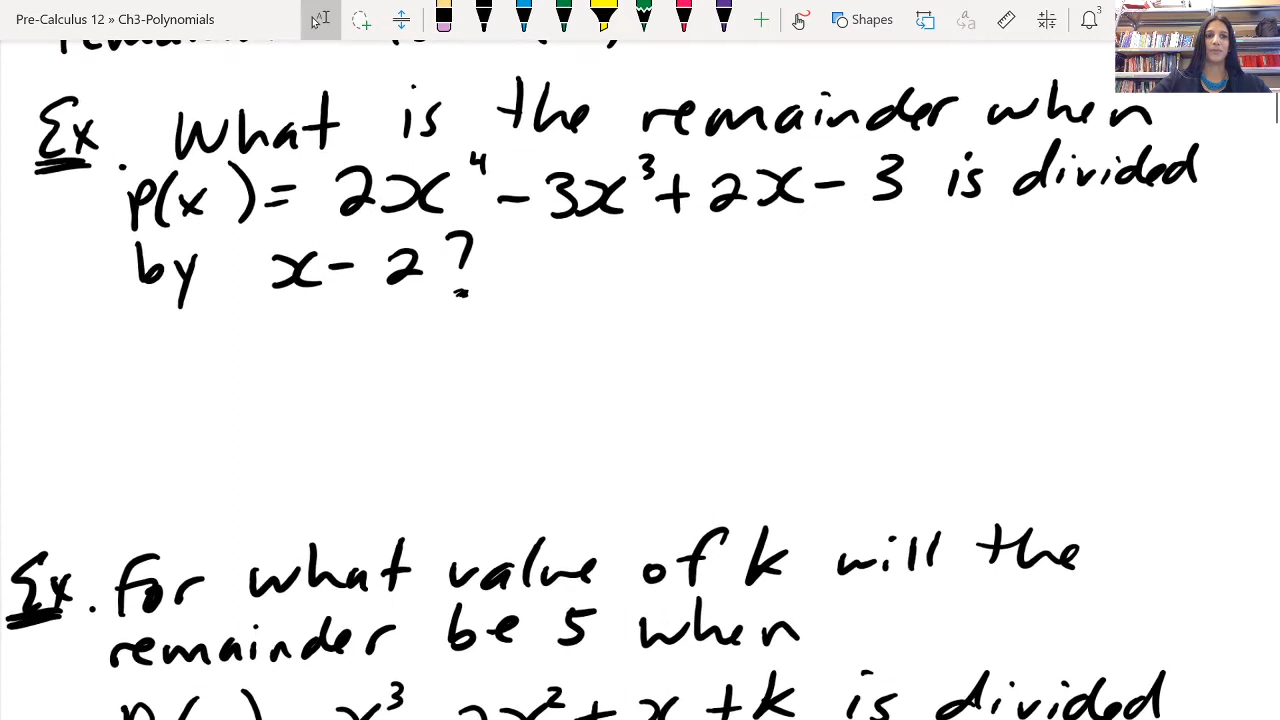 Pre-Calculus 12 » Ch3-Polynomials
Shapes
3
Ex. What is the remainder when
p(x) = 2x⁴ - 3x³ + 2x - 3 is divided
by x - 2 ?
Ex. For what value of k will the
remainder be 5 when
x³ 2x² + x + k is divided